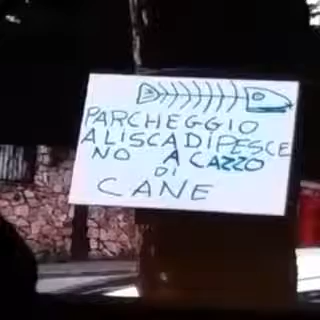 PARCHEGGIO
A LISCA DI PESCE
NO A CAZZO
DI
CANE